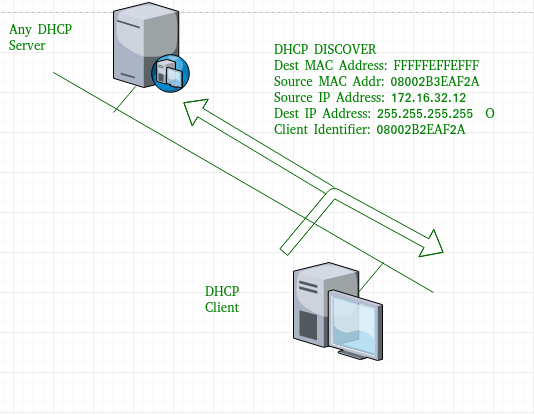 Any DHCP
Server
DHCP DISCOVER
Dest MAC Address: FFFFFEFFEFFF
Source MAC Addr: 08002B3EAF2A
Source IP Address: 172.16.32.12
Dest IP Address: 255.255.255.255 O
Client Identifier: 08002B2EAF2A
DHCP
Client